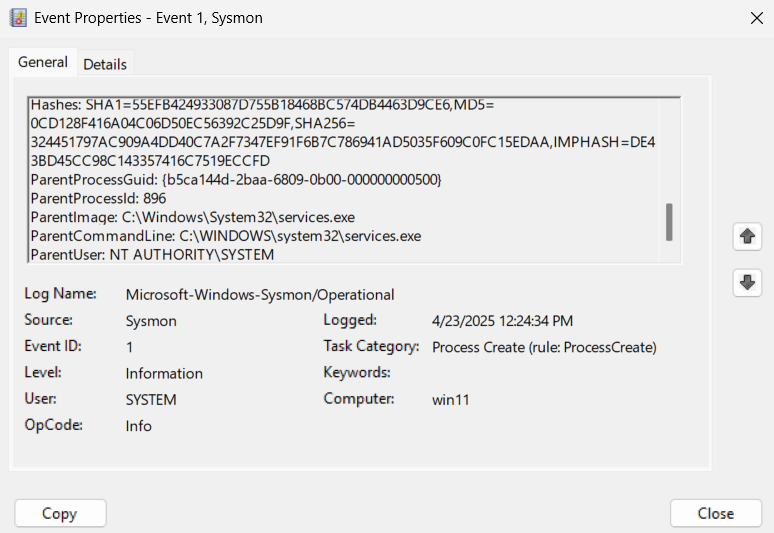 Event Properties - Event 1, Sysmon
General
Details
Hashes: SHA1=55EFB424933087D755B18468BC574DB4463D9CE6,MD5=
0CD128F416A04C06D50EC56392C25D9F,SHA256=
324451797AC909A4DD40C7A2F7347EF91F6B7C786941AD5035F609C0FC15EDAA,IMPHASH=DE4
3BD45CC98C143357416C7519ECCFD
ParentProcessGuid: {b5ca144d-2baa-6809-0b00-000000000500}
ParentProcessId: 896
ParentImage: C:\Windows\System32\services.exe
ParentCommandLine: C:\WINDOWS\system32\services.exe
ParentUser: NT AUTHORITY\SYSTEM
Log Name: Microsoft-Windows-Sysmon/Operational
Source: Sysmon Logged: 4/23/2025 12:24:34 PM
Event ID: 1 Task Category: Process Create (rule: ProcessCreate)
Level: Information Keywords:
User: SYSTEM Computer: win11
OpCode: Info
Copy
Close